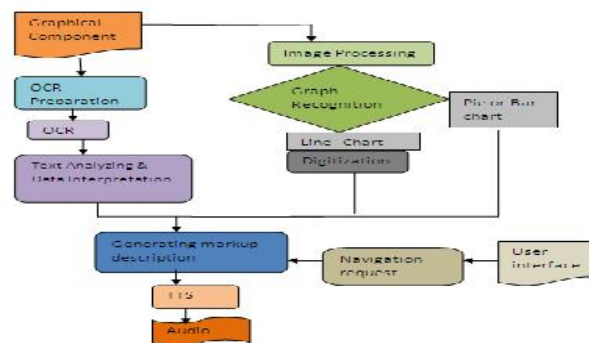 Graphical
Component
Image Processing
OCR
Preparation
Graph
Recognition
Pie or Bar
chart
OCR
Line Chart
Digitization
Text Analyzing &
Data Interpretation
Generating markup
description
Navigation
request
User
interface
TTS
Audio